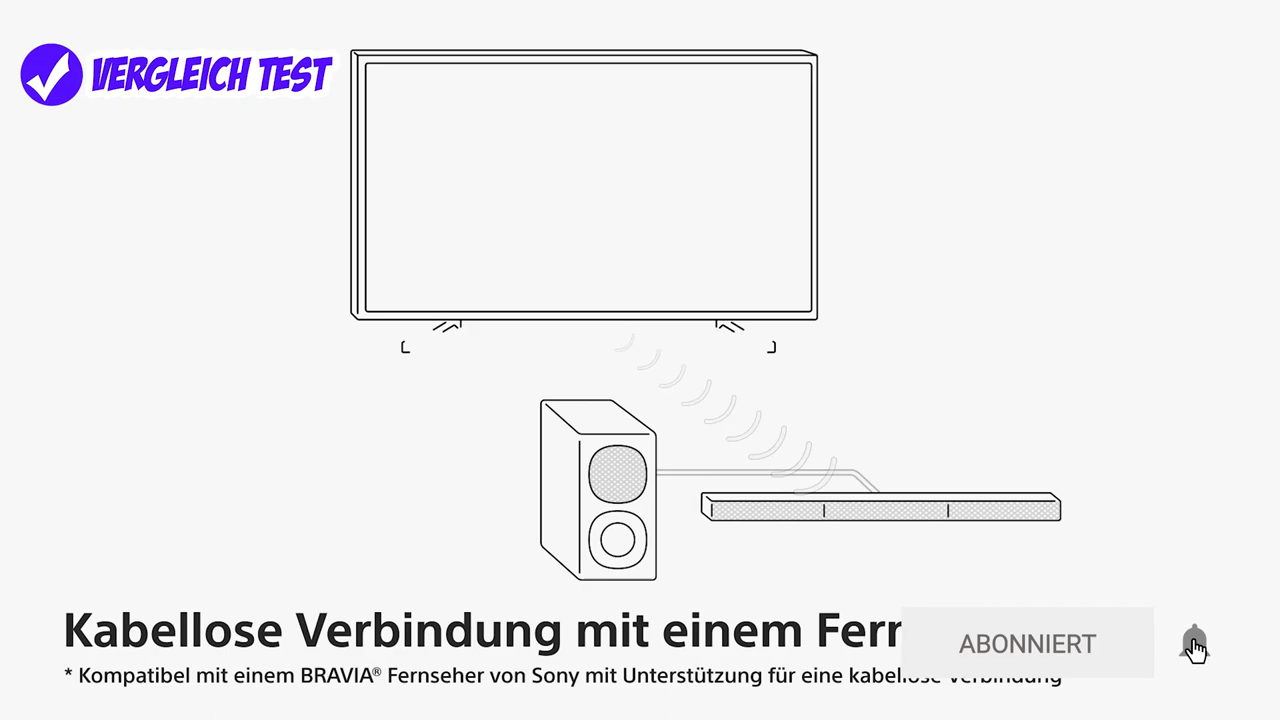 VERGLEICH TEST
Kabellose Verbindung mit einem
ABONNIERT
* Kompatibel mit einem BRAVIA® Fernseher von Sony mit Unterstützung für eine kabellose Verbindung